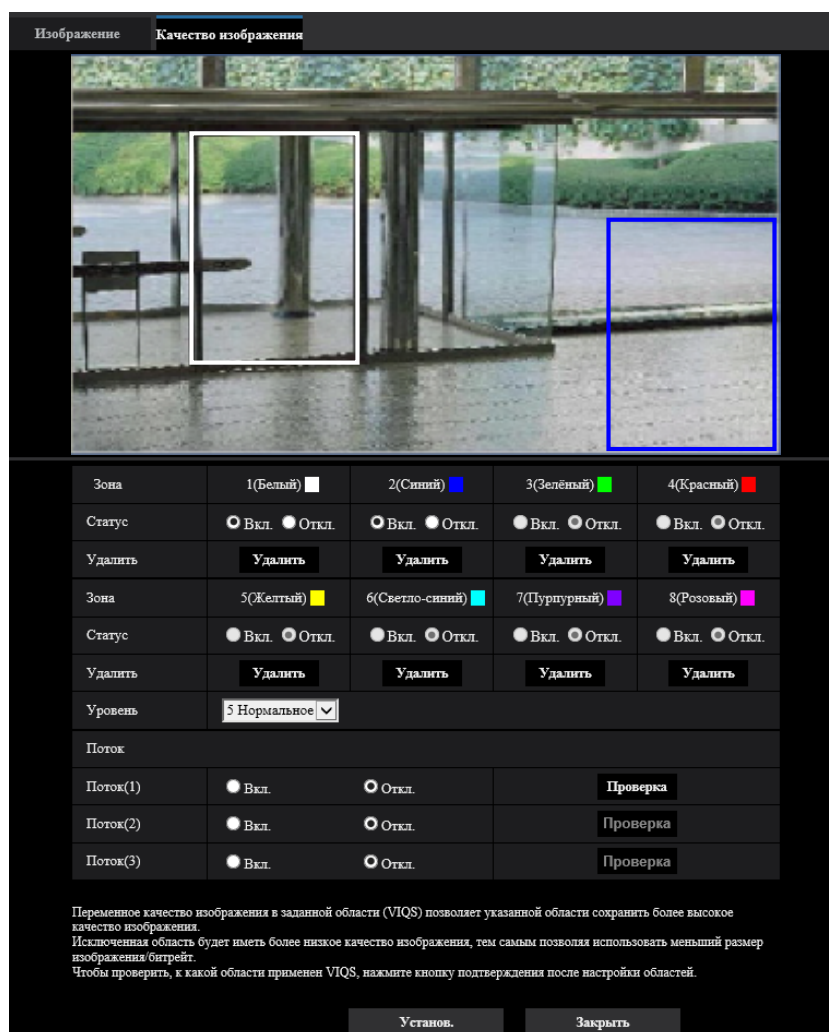 Изображение Качество изображения
Зона 1(Белый) 2(Синий) 3(Зелёный) 4(Красный)
Статус Вкл. Откл. Вкл. Откл. Вкл. Откл. Вкл. Откл.
Удалить Удалить Удалить Удалить Удалить
Зона 5(Желтый) 6(Светло-синий) 7(Пурпурный) 8(Розовый)
Статус Вкл. Откл. Вкл. Откл. Вкл. Откл. Вкл. Откл.
Удалить Удалить Удалить Удалить Удалить
Уровень 5 Нормальное
Поток
Поток(1) Вкл. Откл. Проверка
Поток(2) Вкл. Откл. Проверка
Поток(3) Вкл. Откл. Проверка
Переменное качество изображения в заданной области (VIQS) позволяет указанной области сохранить более высокое
качество изображения.
Исключенная область будет иметь более низкое качество изображения, тем самым позволяя использовать меньший размер
изображения/битрейт.
Чтобы проверить, к какой области применен VIQS, нажмите кнопку подтверждения после настройки областей.
Установ. Закрыть